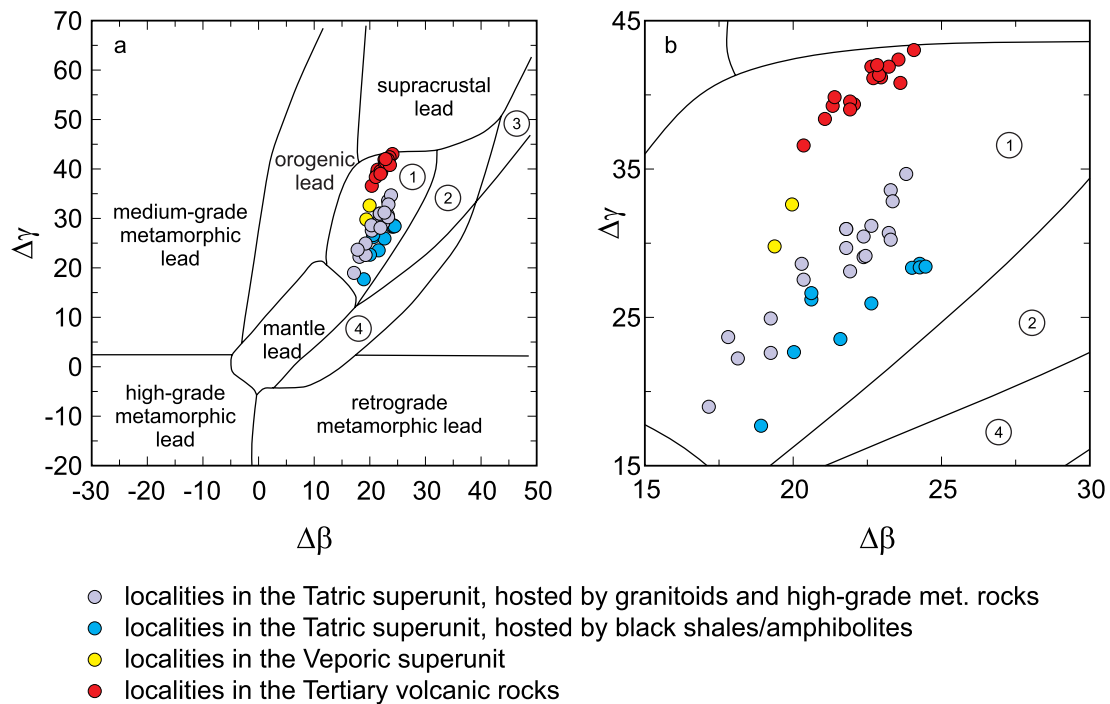 a
70
60
50
40
30
20
10
0
-10
-20
Δγ
-30
-20
-10
0
10
20
30
40
50
Δβ
supracrustal
lead
orogenic
lead
medium-grade
metamorphic
lead
mantle
lead
high-grade
metamorphic
lead
retrograde
metamorphic lead
1
2
3
4
b
45
35
25
15
Δγ
15
20
25
30
Δβ
1
2
4
localities in the Tatric superunit, hosted by granitoids and high-grade met. rocks
localities in the Tatric superunit, hosted by black shales/amphibolites
localities in the Veporic superunit
localities in the Tertiary volcanic rocks